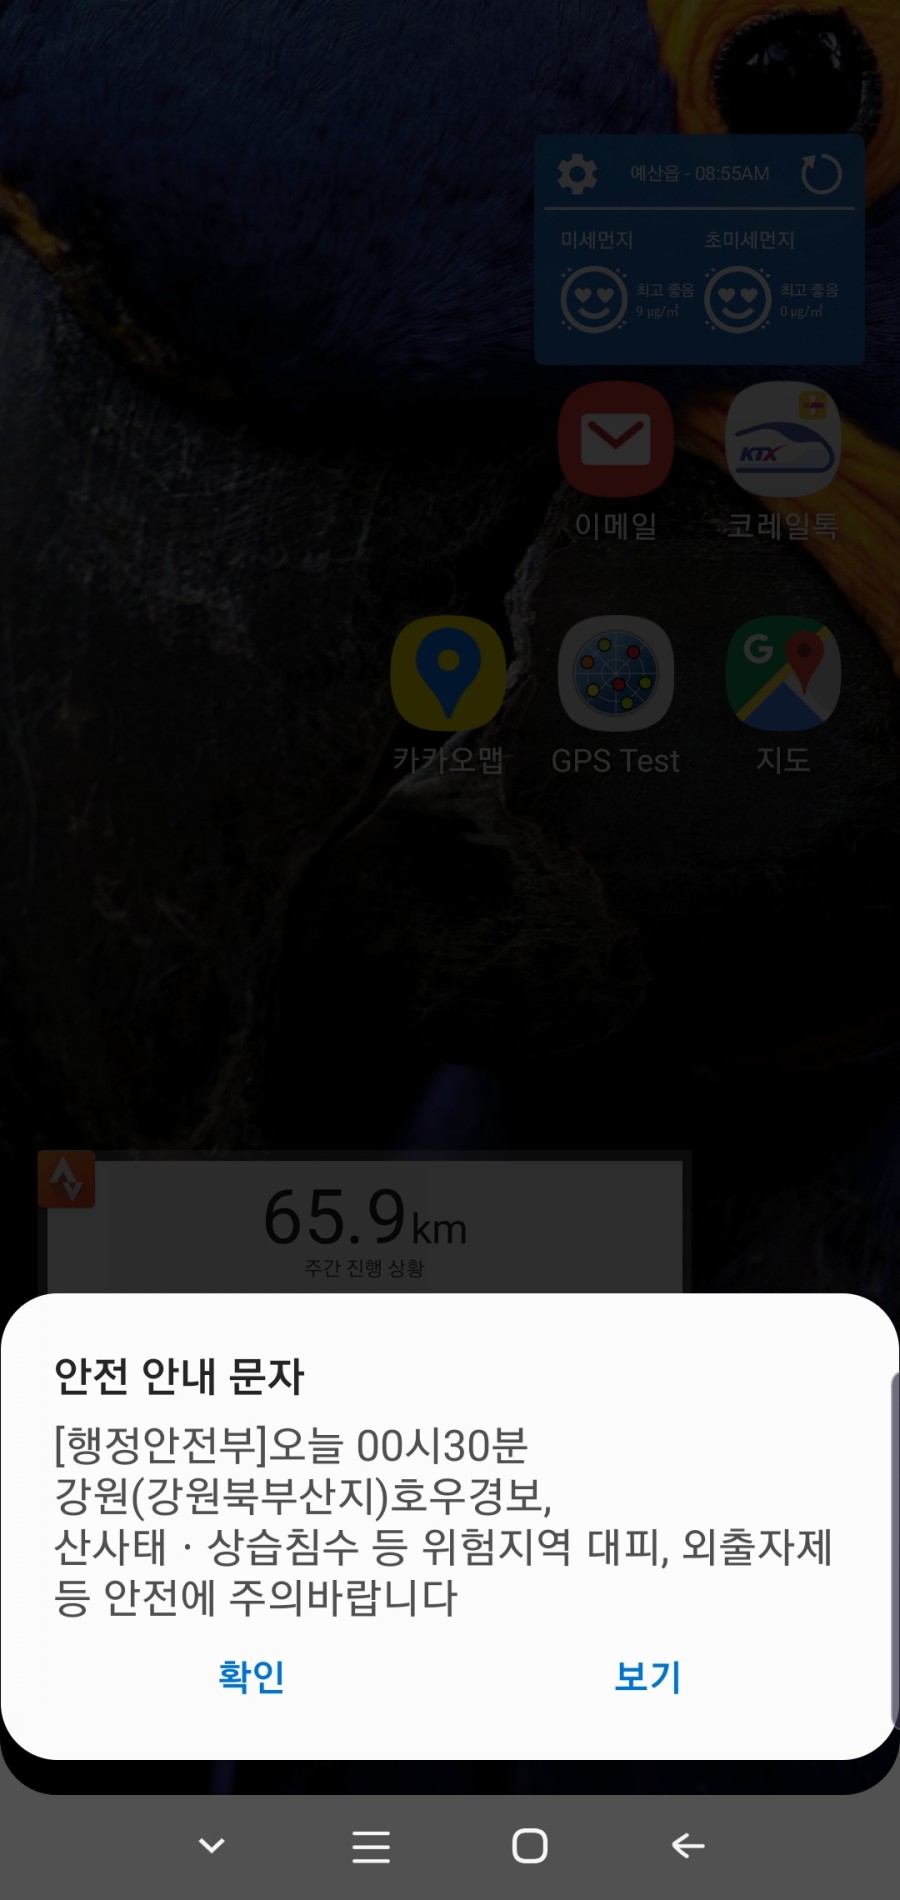 예산읍 - 08:55AM
미세먼지 초미세먼지
최고 좋음 최고 좋음
9 µg/㎥ 0 µg/㎥
KTX
이메일 코레일톡
G
카카오맵 GPS Test 지도
65.9km
주간 진행 상황
안전 안내 문자
[행정안전부]오늘 00시30분
강원(강원북부산지)호우경보,
산사태ㆍ상습침수 등 위험지역 대피, 외출자제
등 안전에 주의바랍니다
확인 보기